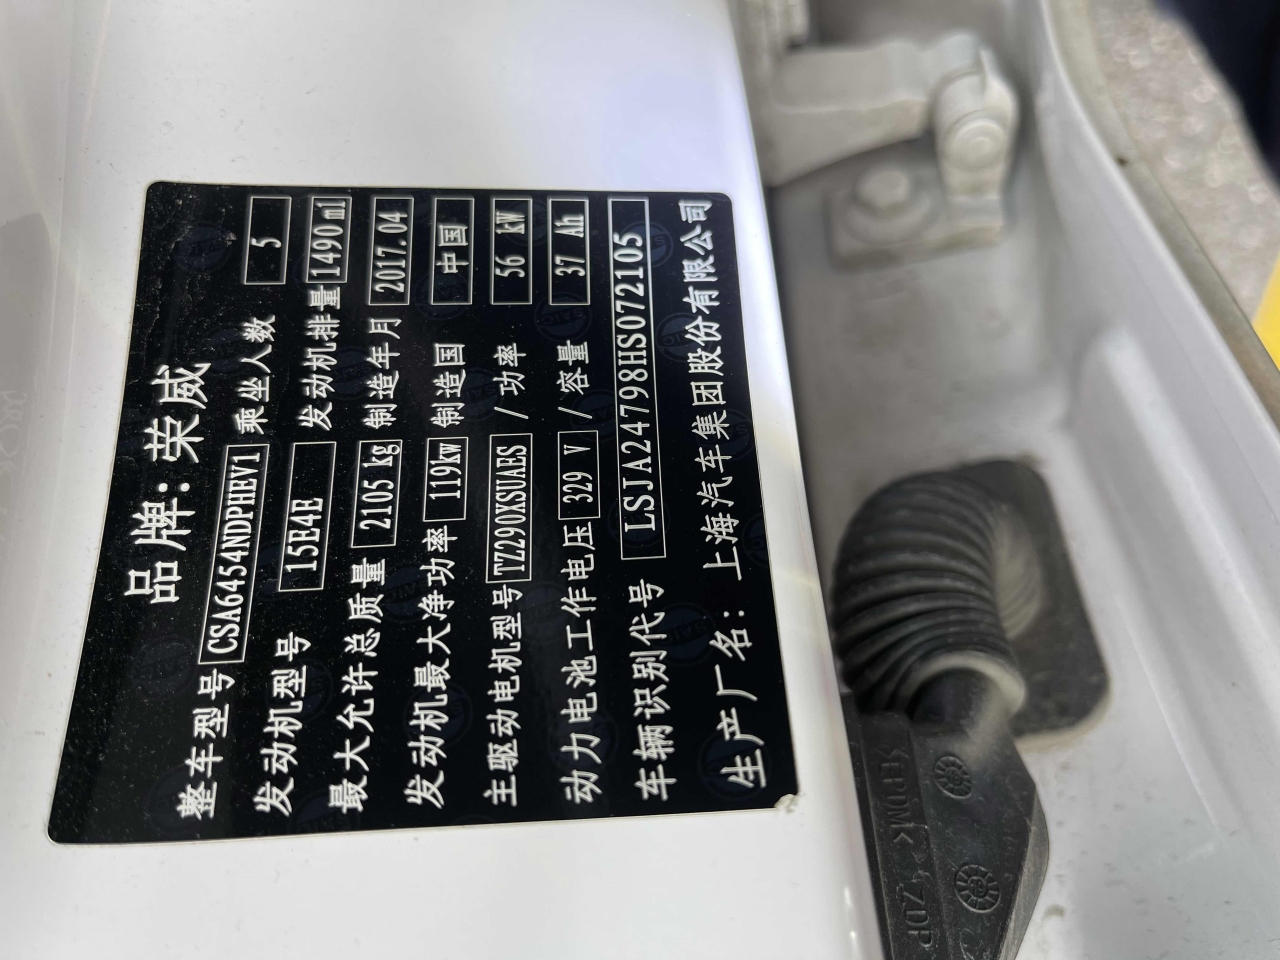 品牌:荣威
整车型号 CSA6454NDPHEV1 乘坐人数 5
发动机型号 15E4E 发动机排量 1490ml
最大允许总质量 2105kg 制造年月 2017.04
发动机最大净功率 119kw 制造国 中国
主驱动电机型号 TZ290XSUAES / 功率 56 kW
动力电池工作电压 329 V / 容量 37 Ah
车辆识别代号 LSJA24798HS072105
生产厂名: 上海汽车集团股份有限公司
>EPDM<
ZDP